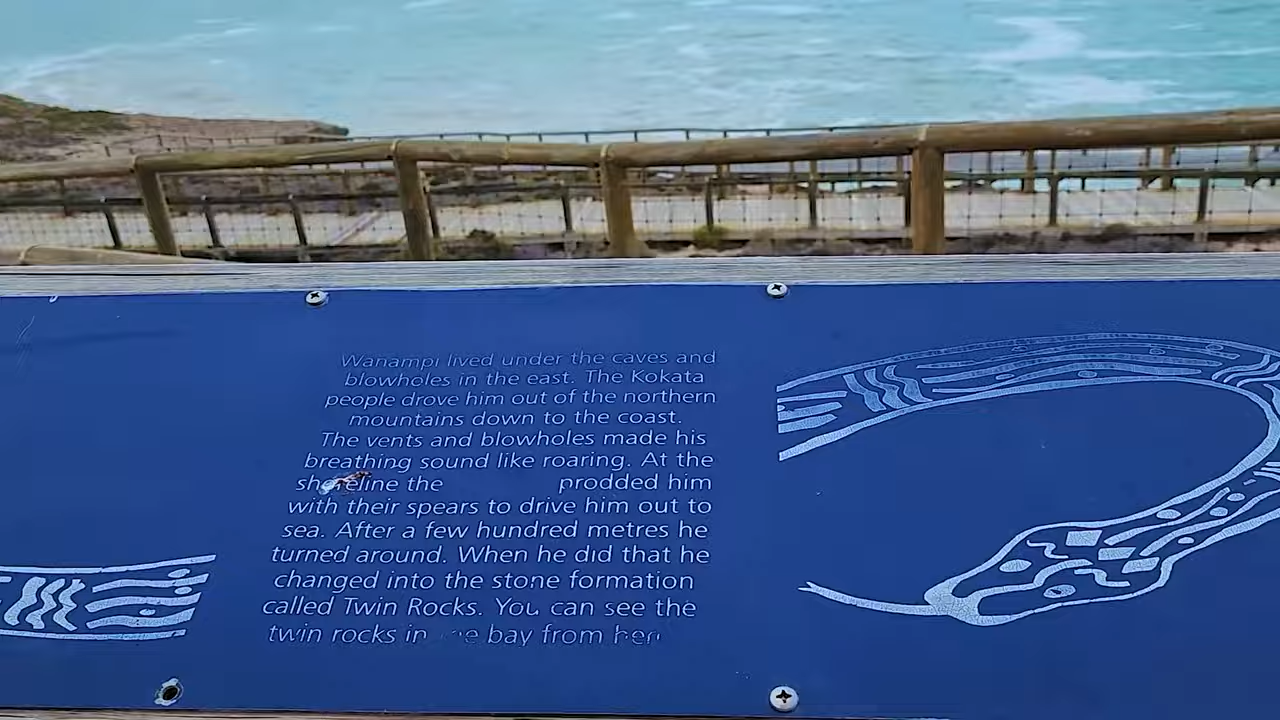 Wanampi lived under the caves and
blowholes in the east. The Kokata
people drove him out of the northern
mountains down to the coast.
The vents and blowholes made his
breathing sound like roaring. At the
shoreline the prodded him
with their spears to drive him out to
sea. After a few hundred metres he
turned around. When he did that he
changed into the stone formation
called Twin Rocks. You can see the
twin rocks in bay from